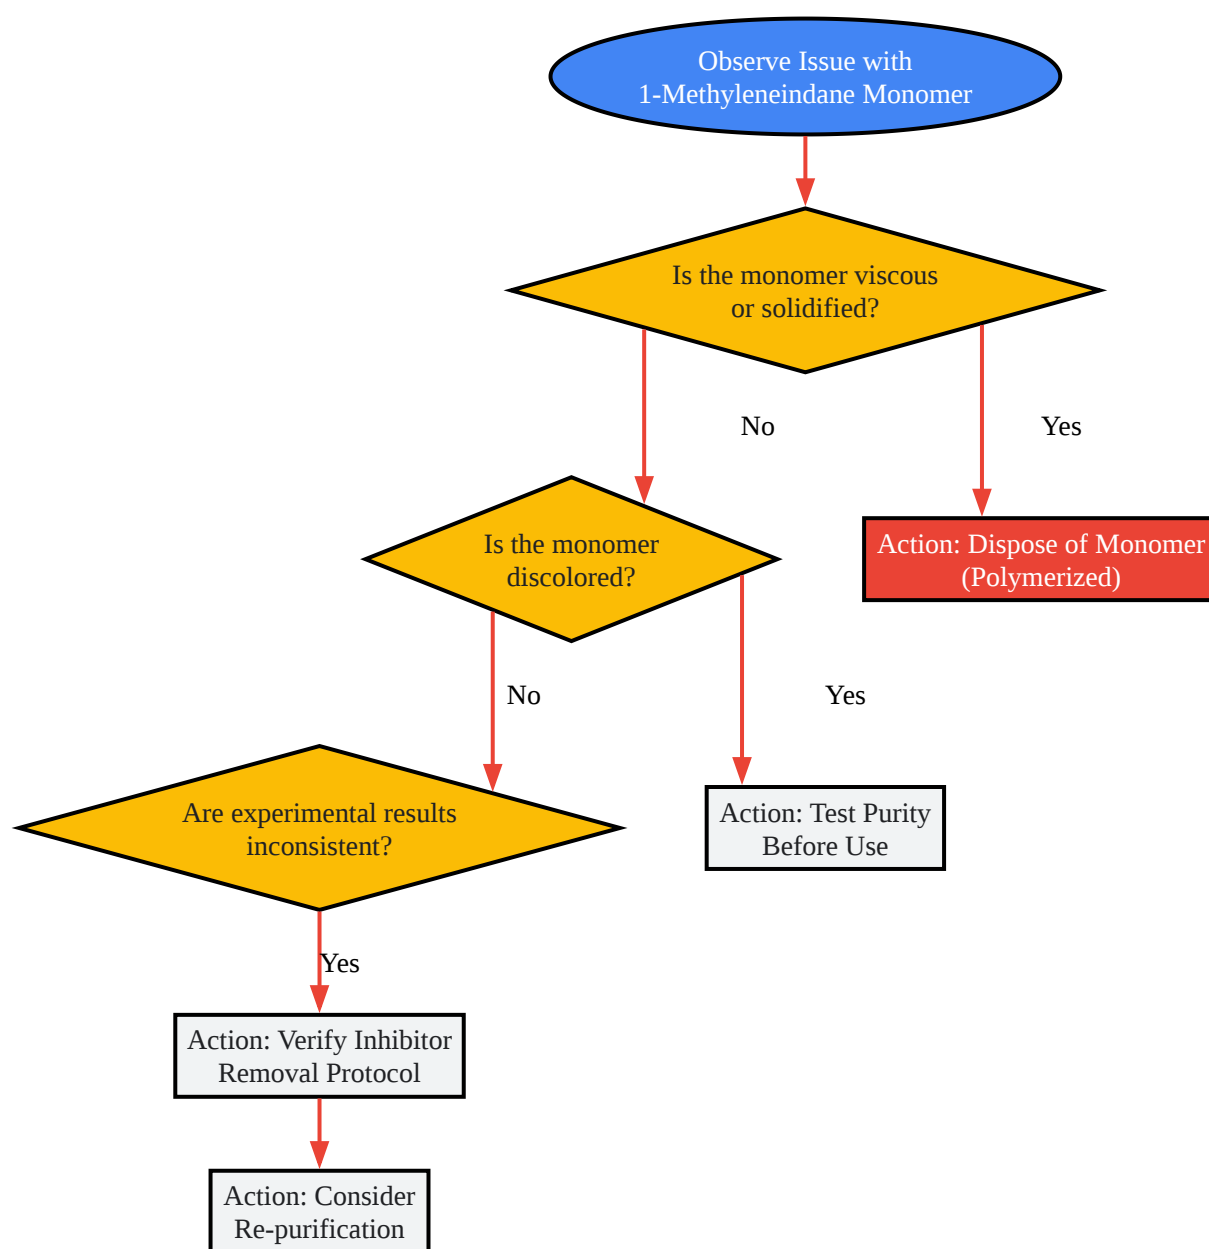 Observe Issue with
1-Methyleneindane Monomer
Is the monomer viscous
or solidified?
No
Yes
Is the monomer
discolored?
Action: Dispose of Monomer
(Polymerized)
No
Yes
Are experimental results
inconsistent?
Action: Test Purity
Before Use
Yes
Action: Verify Inhibitor
Removal Protocol
Action: Consider
Re-purification